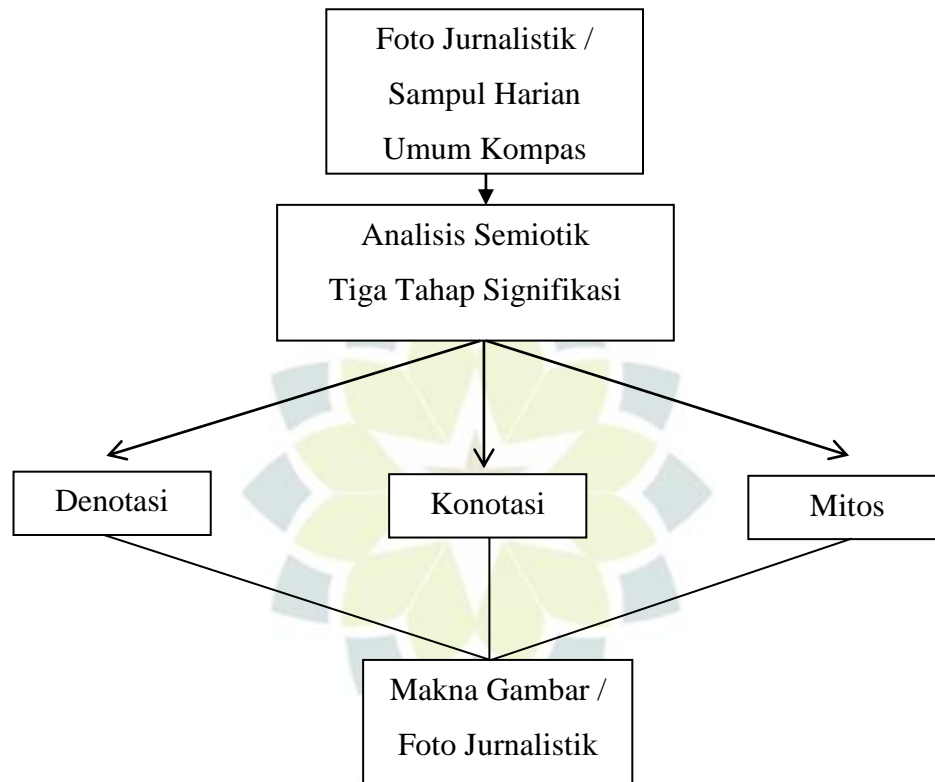 Foto Jurnalistik /
Sampul Harian
Umum Kompas
Analisis Semiotik
Tiga Tahap Signifikasi
Denotasi
Konotasi
Mitos
Makna Gambar /
Foto Jurnalistik